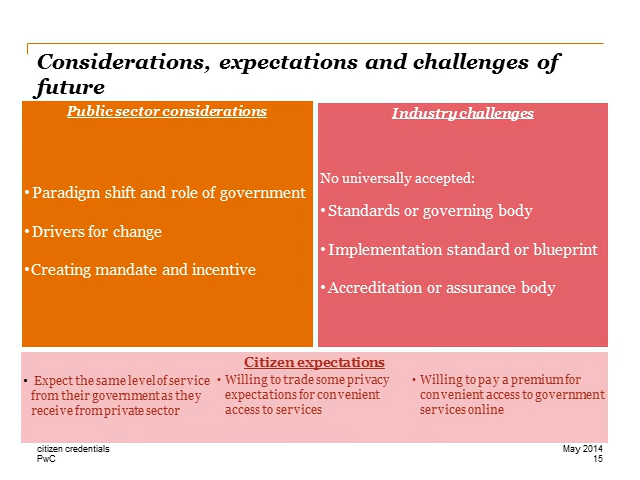 Considerations, expectations and challenges of
future
Public sector considerations
• Paradigm shift and role of government
• Drivers for change
• Creating mandate and incentive
Industry challenges
No universally accepted:
• Standards or governing body
• Implementation standard or blueprint
• Accreditation or assurance body
Citizen expectations
• Expect the same level of service
from their government as they
receive from private sector
• Willing to trade some privacy
expectations for convenient
access to services
• Willing to pay a premium for
convenient access to government
services online
citizen credentials
PwC
May 2014
15